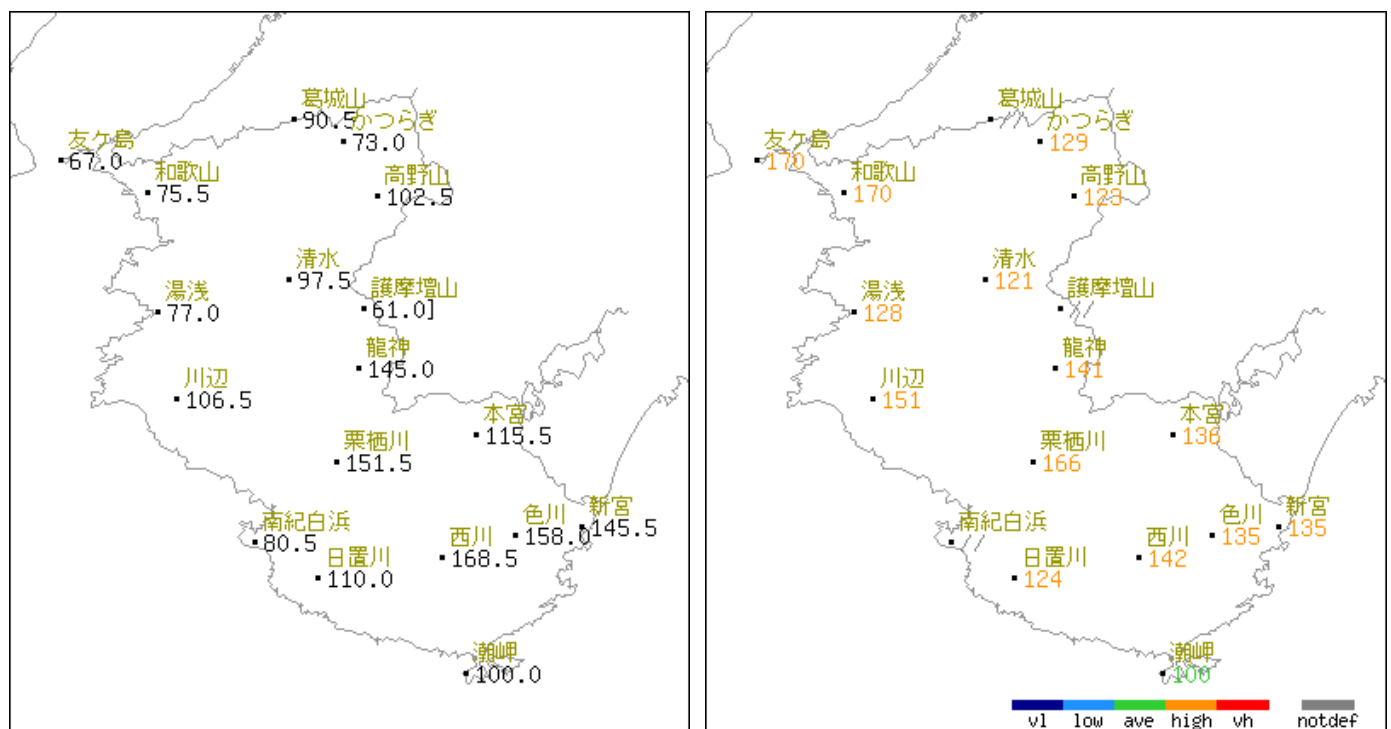 葛城山
90.5
かつらぎ
73.0
友ケ島
67.0
和歌山
75.5
高野山
102.5
清水
97.5
湯浅
77.0
護摩壇山
61.0]
龍神
145.0
川辺
106.5
本宮
115.5
栗栖川
151.5
新宮
145.5
色川
158.0
南紀白浜
80.5
西川
168.5
日置川
110.0
潮岬
100.0
葛城山
//
かつらぎ
129
友ケ島
170
和歌山
170
高野山
123
清水
121
湯浅
128
護摩壇山
//
龍神
141
川辺
151
本宮
136
栗栖川
166
新宮
135
色川
135
南紀白浜
//
西川
142
日置川
124
潮岬
100
vl low ave high vh notdef